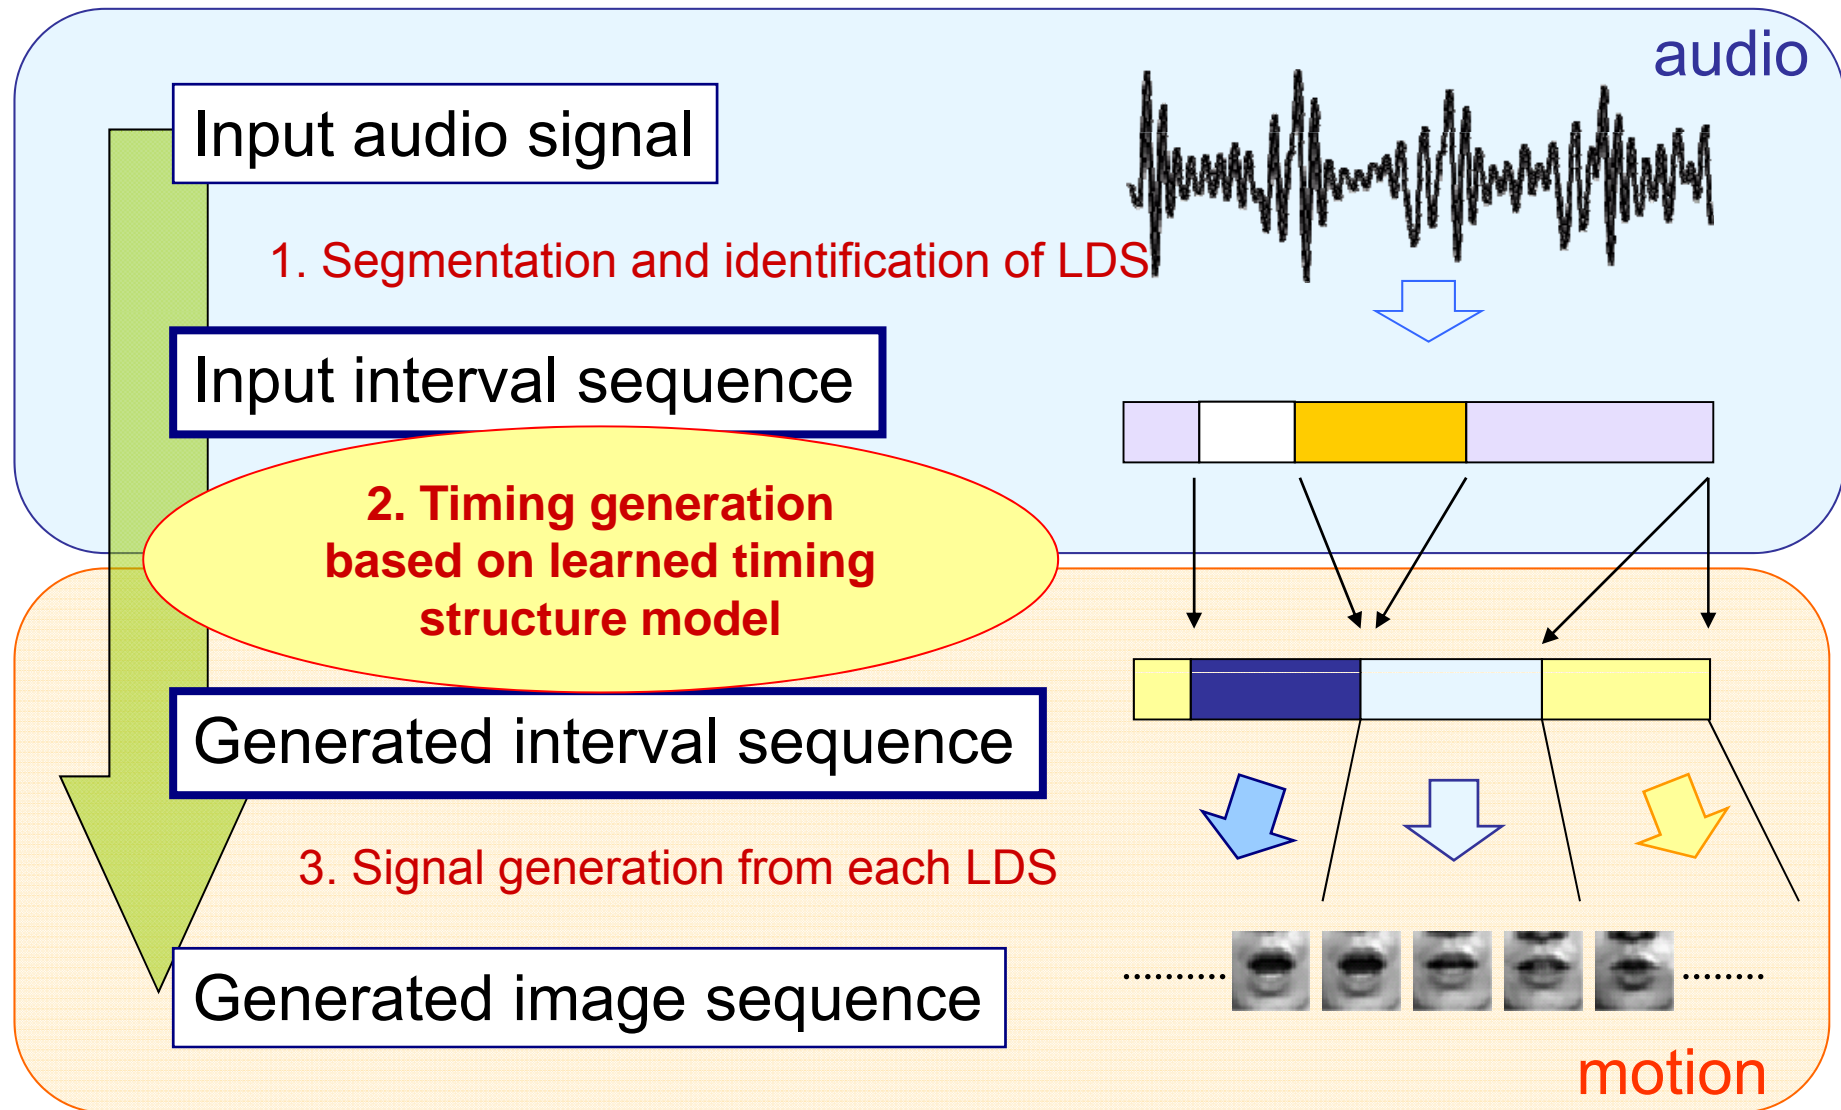 audio
Input audio signal
1. Segmentation and identification of LDS
Input interval sequence
2. Timing generation
based on learned timing
structure model
Generated interval sequence
3. Signal generation from each LDS
Generated image sequence
motion